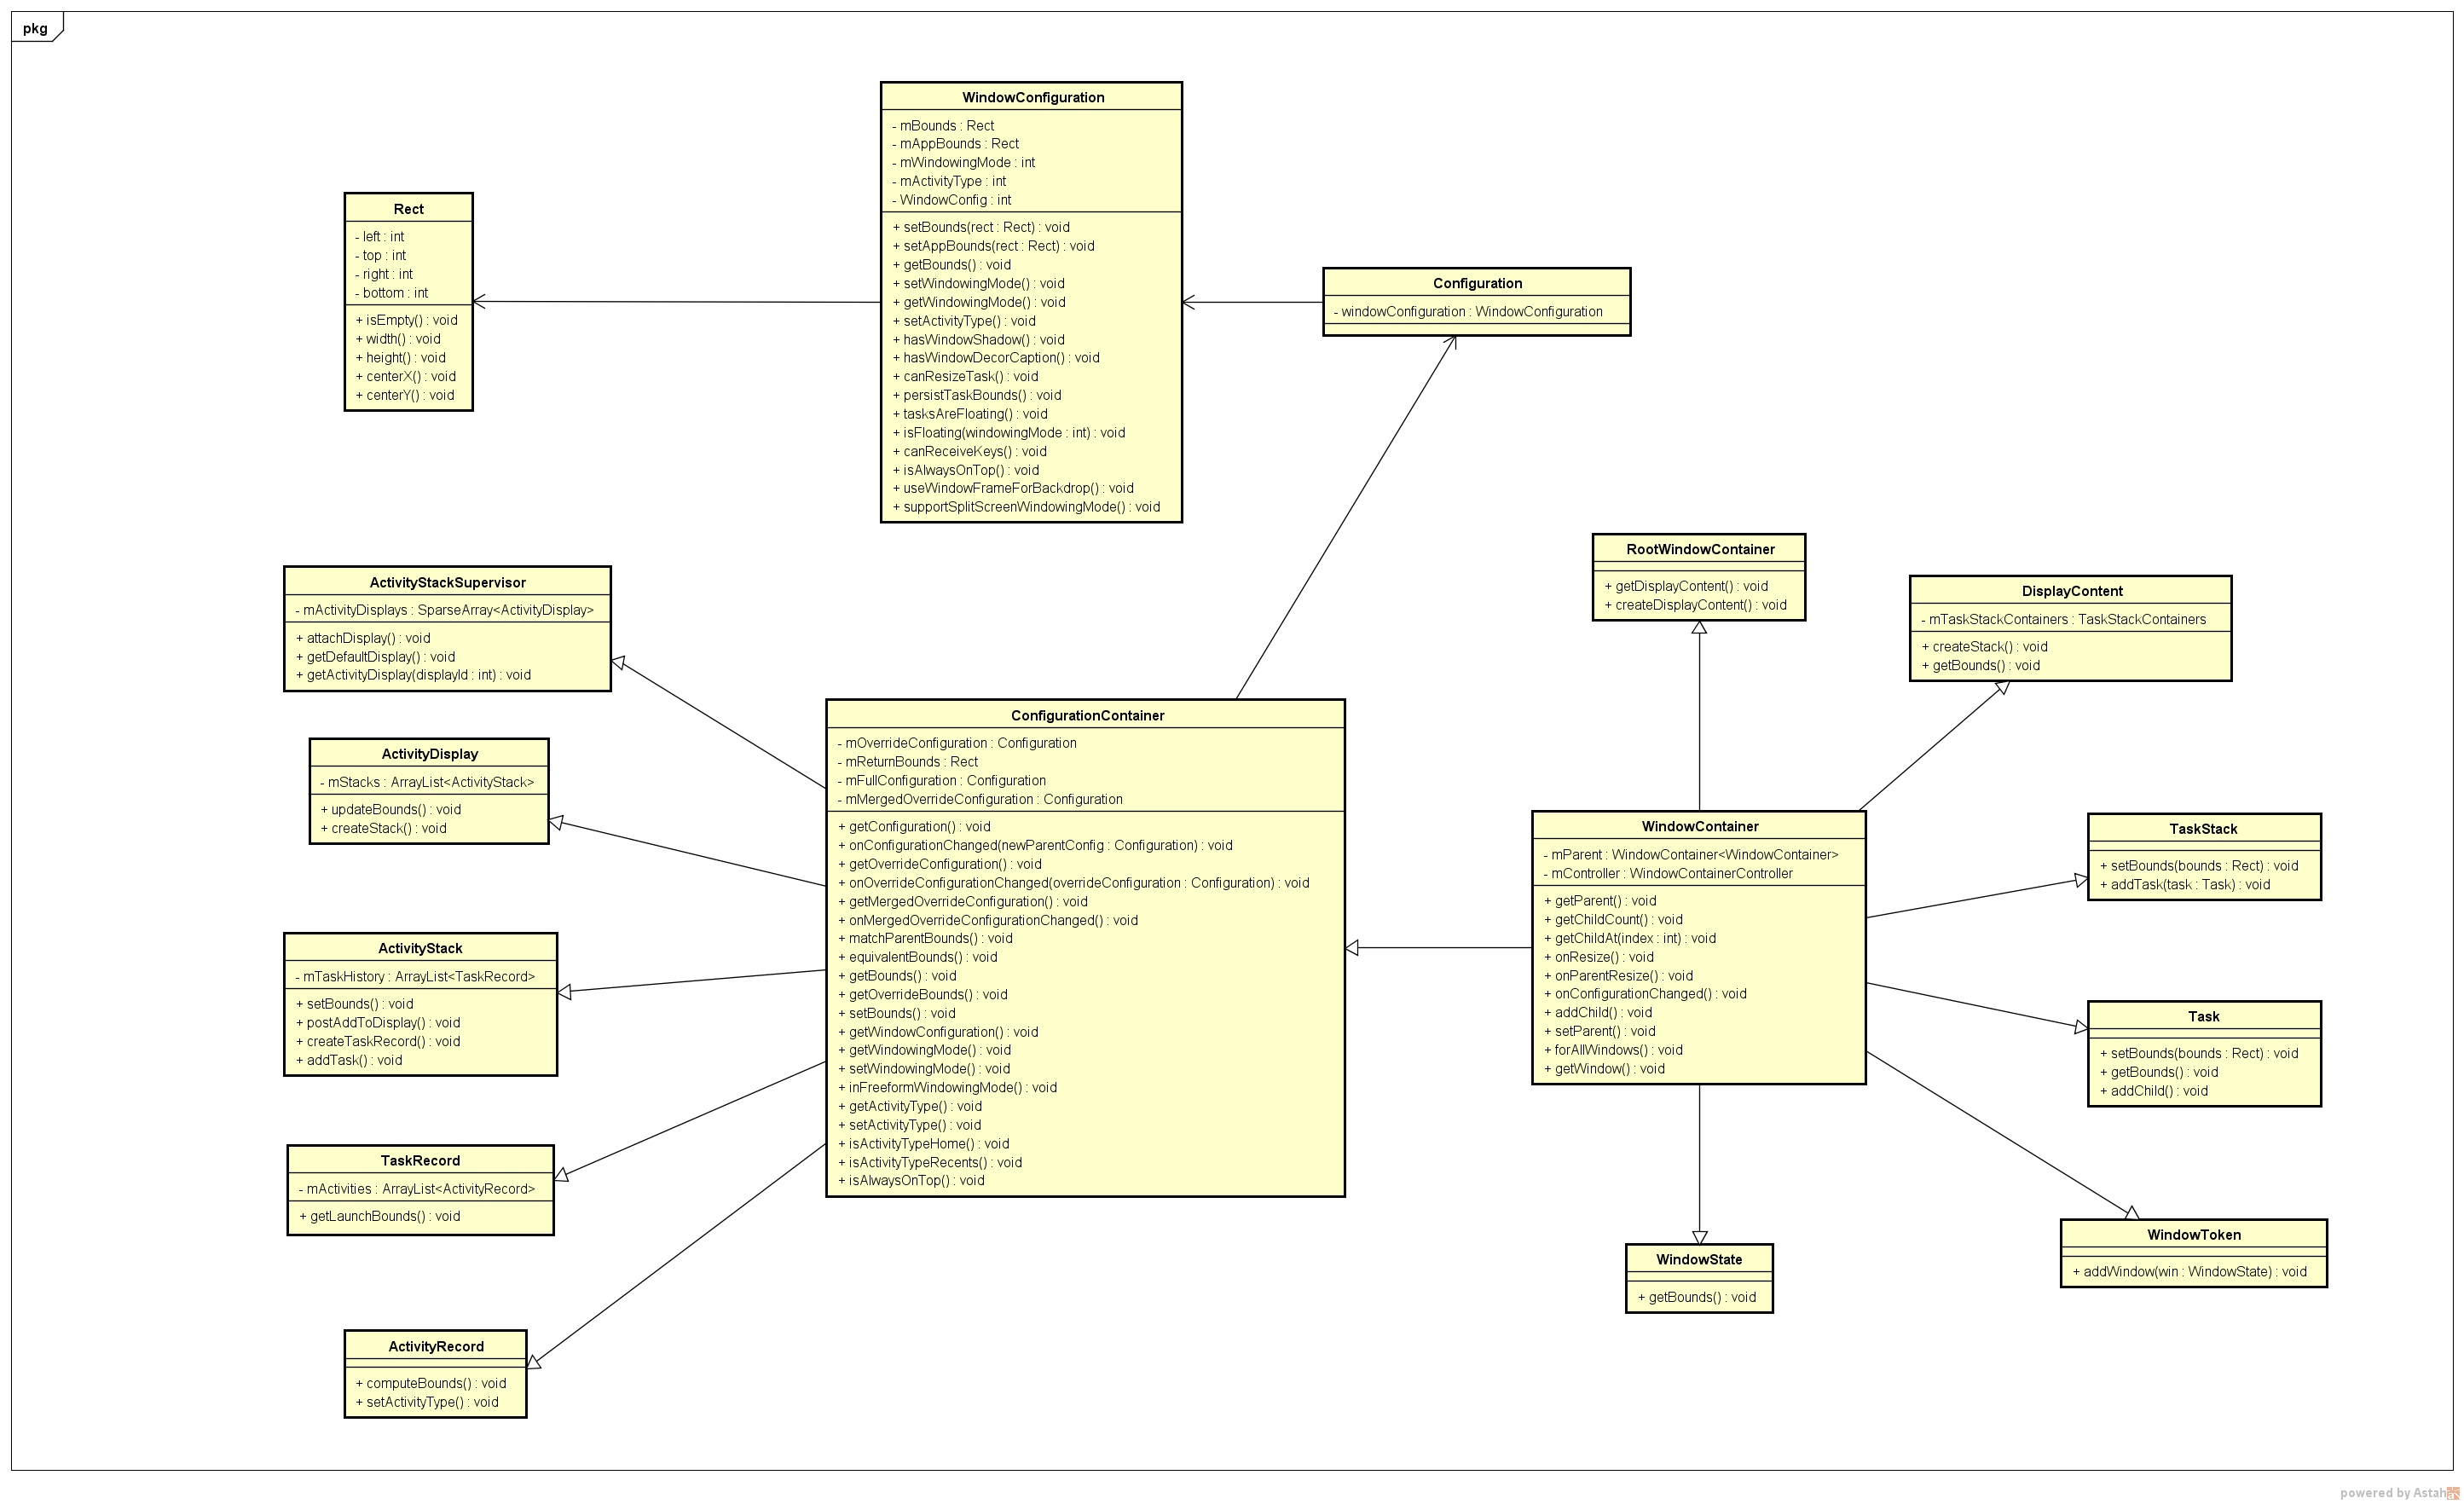 pkg
WindowConfiguration
- mBounds : Rect
- mAppBounds : Rect
- mWindowingMode : int
- mActivityType : int
- WindowConfig : int
+ setBounds(rect : Rect) : void
+ setAppBounds(rect : Rect) : void
+ getBounds() : void
+ setWindowingMode() : void
+ getWindowingMode() : void
+ setActivityType() : void
+ hasWindowShadow() : void
+ hasWindowDecorCaption() : void
+ canResizeTask() : void
+ persistTaskBounds() : void
+ tasksAreFloating() : void
+ isFloating(windowingMode : int) : void
+ canReceiveKeys() : void
+ isAlwaysOnTop() : void
+ useWindowFrameForBackdrop() : void
+ supportSplitScreenWindowingMode() : void
Rect
- left : int
- top : int
- right : int
- bottom : int
+ isEmpty() : void
+ width() : void
+ height() : void
+ centerX() : void
+ centerY() : void
Configuration
- windowConfiguration : WindowConfiguration
ActivityStackSupervisor
- mActivityDisplays : SparseArray<ActivityDisplay>
+ attachDisplay() : void
+ getDefaultDisplay() : void
+ getActivityDisplay(displayId : int) : void
ActivityDisplay
- mStacks : ArrayList<ActivityStack>
+ updateBounds() : void
+ createStack() : void
ActivityStack
- mTaskHistory : ArrayList<TaskRecord>
+ setBounds() : void
+ postAddToDisplay() : void
+ createTaskRecord() : void
+ addTask() : void
TaskRecord
- mActivities : ArrayList<ActivityRecord>
+ getLaunchBounds() : void
ActivityRecord
+ computeBounds() : void
+ setActivityType() : void
ConfigurationContainer
- mOverrideConfiguration : Configuration
- mReturnBounds : Rect
- mFullConfiguration : Configuration
- mMergedOverrideConfiguration : Configuration
+ getConfiguration() : void
+ onConfigurationChanged(newParentConfig : Configuration) : void
+ getOverrideConfiguration() : void
+ onOverrideConfigurationChanged(overrideConfiguration : Configuration) : void
+ getMergedOverrideConfiguration() : void
+ onMergedOverrideConfigurationChanged() : void
+ matchParentBounds() : void
+ equivalentBounds() : void
+ getBounds() : void
+ getOverrideBounds() : void
+ setBounds() : void
+ getWindowConfiguration() : void
+ getWindowingMode() : void
+ setWindowingMode() : void
+ inFreeformWindowingMode() : void
+ getActivityType() : void
+ setActivityType() : void
+ isActivityTypeHome() : void
+ isActivityTypeRecents() : void
+ isAlwaysOnTop() : void
RootWindowContainer
+ getDisplayContent() : void
+ createDisplayContent() : void
DisplayContent
- mTaskStackContainers : TaskStackContainers
+ createStack() : void
+ getBounds() : void
WindowContainer
- mParent : WindowContainer<WindowContainer>
- mController : WindowContainerController
+ getParent() : void
+ getChildCount() : void
+ getChildAt(index : int) : void
+ onResize() : void
+ onParentResize() : void
+ onConfigurationChanged() : void
+ addChild() : void
+ setParent() : void
+ forAllWindows() : void
+ getWindow() : void
TaskStack
+ setBounds(bounds : Rect) : void
+ addTask(task : Task) : void
Task
+ setBounds(bounds : Rect) : void
+ getBounds() : void
+ addChild() : void
WindowToken
+ addWindow(win : WindowState) : void
WindowState
+ getBounds() : void
powered by Astah